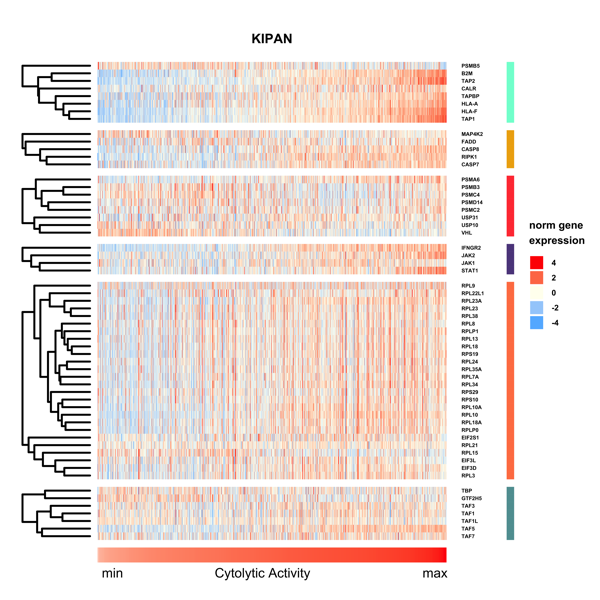 KIPAN
PSMB5
B2M
TAP2
CALR
TAPBP
HLA-A
HLA-F
TAP1
MAP4K2
FADD
CASP8
RIPK1
CASP7
PSMA6
PSMB3
PSMC4
PSMD14
PSMC2
USP31
USP10
VHL
IFNGR2
JAK2
JAK1
STAT1
RPL9
RPL22L1
RPL23A
RPL23
RPL38
RPL8
RPLP1
RPL13
RPL18
RPS19
RPL24
RPL35A
RPL7A
RPL34
RPS29
RPS10
RPL10A
RPL10
RPL18A
RPLP0
EIF2S1
RPL21
RPL15
EIF3L
EIF3D
RPL3
TBP
GTF2H5
TAF3
TAF1
TAF1L
TAF5
TAF7
norm gene
expression
4
2
0
-2
-4
min Cytolytic Activity max